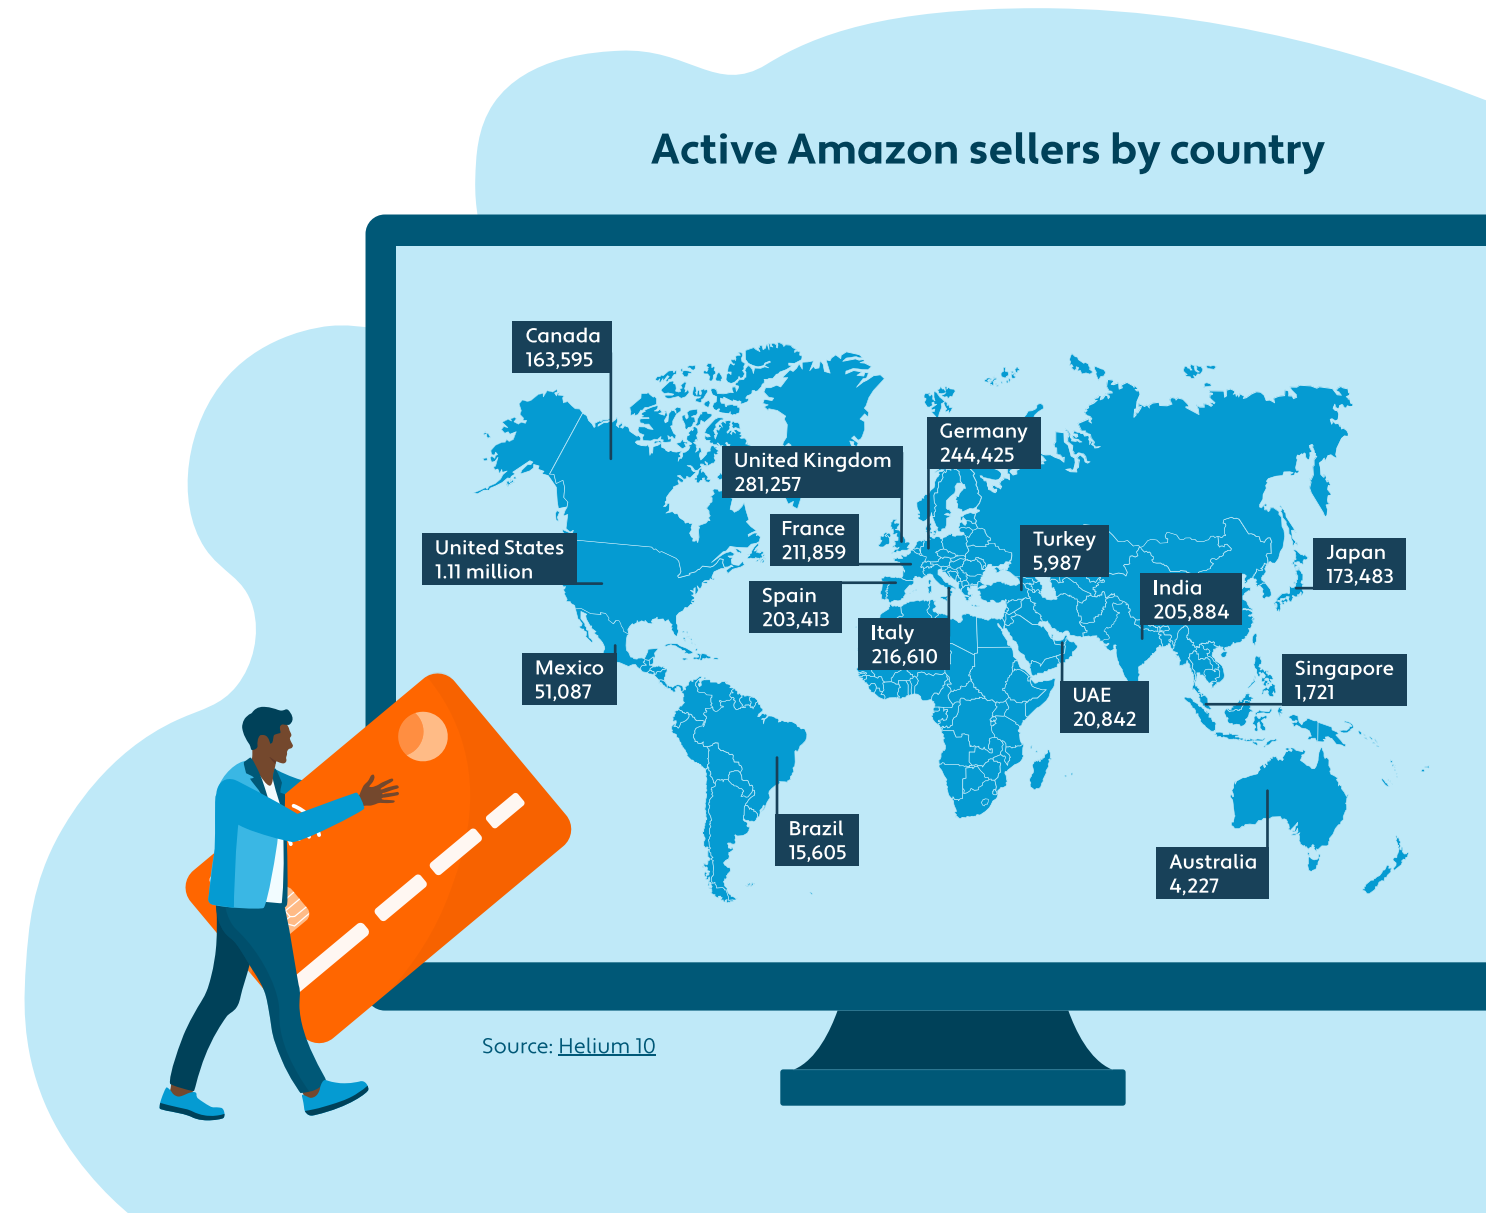 Active Amazon sellers by country
Canada
163,595
Germany
244,425
United Kingdom
281,257
France
211,859
Turkey
5,987
United States
1.11 million
Japan
173,483
India
205,884
Spain
203,413
Italy
216,610
Mexico
51,087
Singapore
1,721
UAE
20,842
Brazil
15,605
Australia
4,227
Source: Helium 10